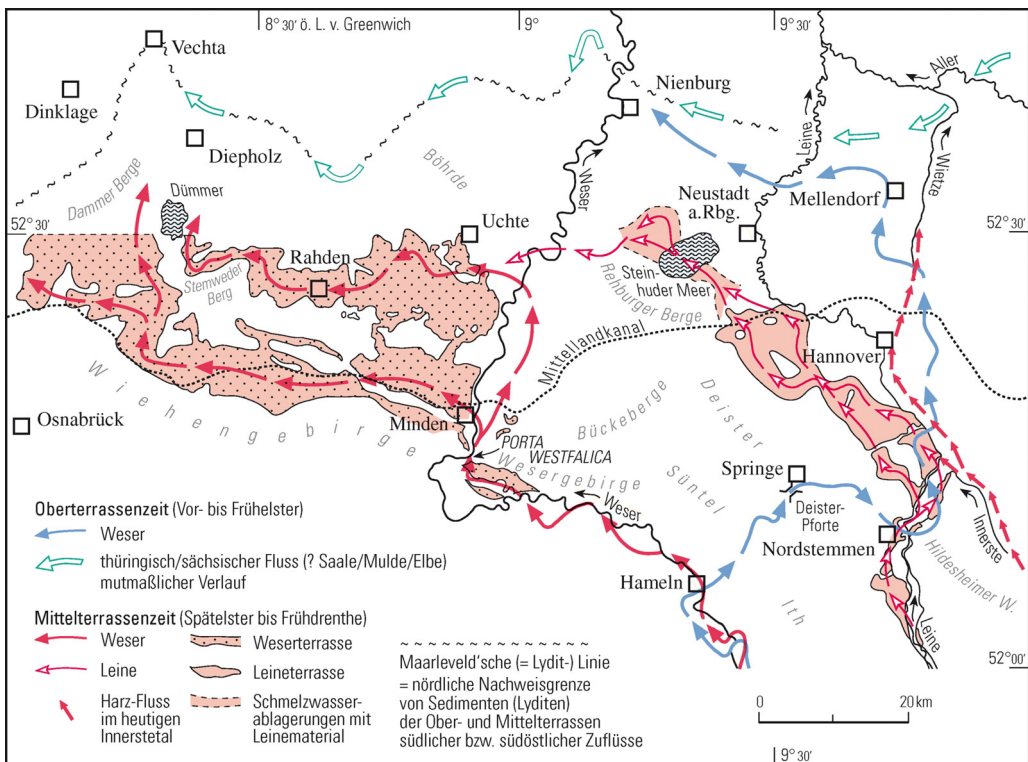 8° 30' ö. L. v. Greenwich
9°
9° 30'
Vechta
Aller
Dinklage
Nienburg
Leine
Diepholz
Böhrde
Weser
Wietze
Dammer Berge
Dümmer
Neustadt
a.Rbg.
Mellendorf
52° 30'
Uchte
52° 30'
Rahden
Stemweder
Berg
Stein-
huder Meer
Rehburger Berge
Mittellandkanal
Hannover
Wiehengebirge
Deister
Osnabrück
Minden
Bückeberge
PORTA
WESTFALICA
Wesergebirge
Süntel
Springe
Weser
Deister-
Pforte
Innerste
Nordstemmen
Hildesheimer W.
Hameln
Ith
Leine
52° 00'
Oberterrassenzeit (Vor- bis Frühelster)
Weser
thüringisch/sächsischer Fluss (? Saale/Mulde/Elbe)
mutmaßlicher Verlauf
Mittelterrassenzeit (Spätelster bis Frühdrenthe)
Weser
Weserterrasse
Leine
Leineterrasse
Harz-Fluss
im heutigen
Innerstetal
Schmelzwasser-
ablagerungen mit
Leinematerial
Maarleveld‘sche (= Lydit-) Linie
= nördliche Nachweisgrenze
von Sedimenten (Lyditen)
der Ober- und Mittelterrassen
südlicher bzw. südöstlicher Zuflüsse
0 20 km
9° 30'